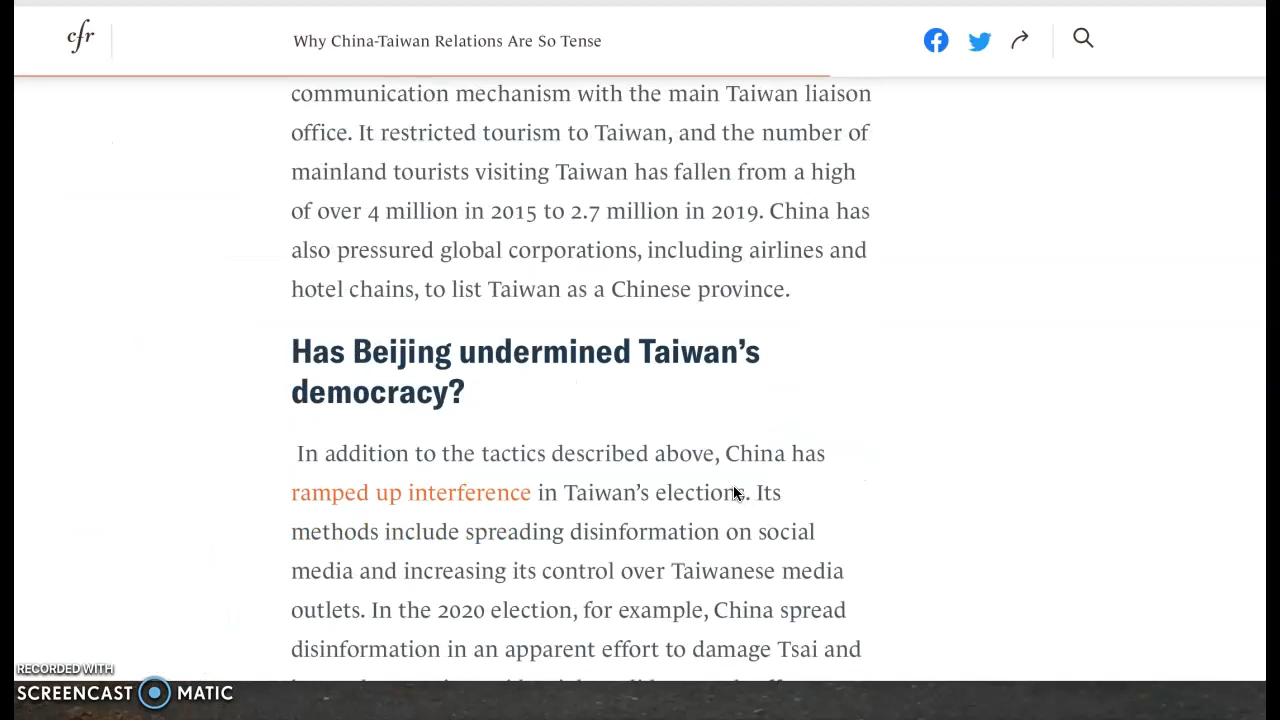 cfr
Why China-Taiwan Relations Are So Tense
communication mechanism with the main Taiwan liaison
office. It restricted tourism to Taiwan, and the number of
mainland tourists visiting Taiwan has fallen from a high
of over 4 million in 2015 to 2.7 million in 2019. China has
also pressured global corporations, including airlines and
hotel chains, to list Taiwan as a Chinese province.
Has Beijing undermined Taiwan’s
democracy?
In addition to the tactics described above, China has
ramped up interference in Taiwan’s elections. Its
methods include spreading disinformation on social
media and increasing its control over Taiwanese media
outlets. In the 2020 election, for example, China spread
disinformation in an apparent effort to damage Tsai and
RECORDED WITH
SCREENCAST MATIC